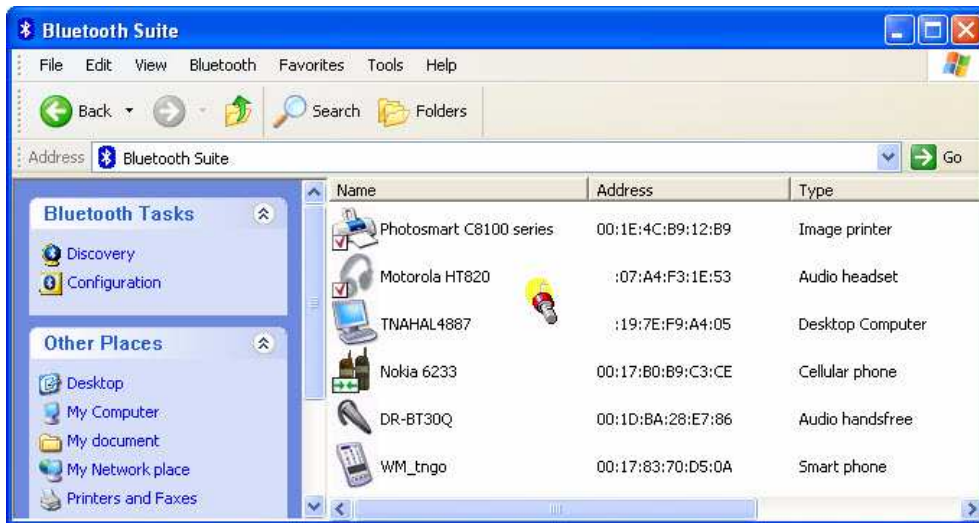 Bluetooth Suite
File Edit View Bluetooth Favorites Tools Help
Back Search Folders
Address Bluetooth Suite Go
Bluetooth Tasks
Discovery
Configuration
Other Places
Desktop
My Computer
My document
My Network place
Printers and Faxes
Name Address Type
Photosmart C8100 series 00:1E:4C:B9:12:B9 Image printer
Motorola HT820 :07:A4:F3:1E:53 Audio headset
TNAHAL4887 :19:7E:F9:A4:05 Desktop Computer
Nokia 6233 00:17:B0:B9:C3:CE Cellular phone
DR-BT30Q 00:1D:BA:28:E7:86 Audio handsfree
WM_tngo 00:17:83:70:D5:0A Smart phone